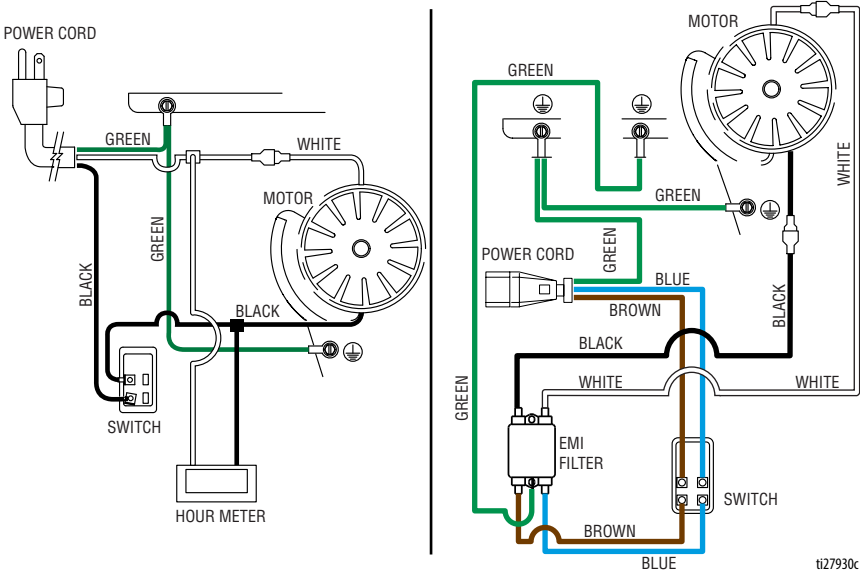 POWER CORD
GREEN
WHITE
MOTOR
GREEN
BLACK
BLACK
SWITCH
HOUR METER
MOTOR
GREEN
WHITE
GREEN
GREEN
POWER CORD
BLUE
BROWN
BLACK
BLACK
WHITE
WHITE
GREEN
EMI
FILTER
SWITCH
BROWN
BLUE
ti27930c